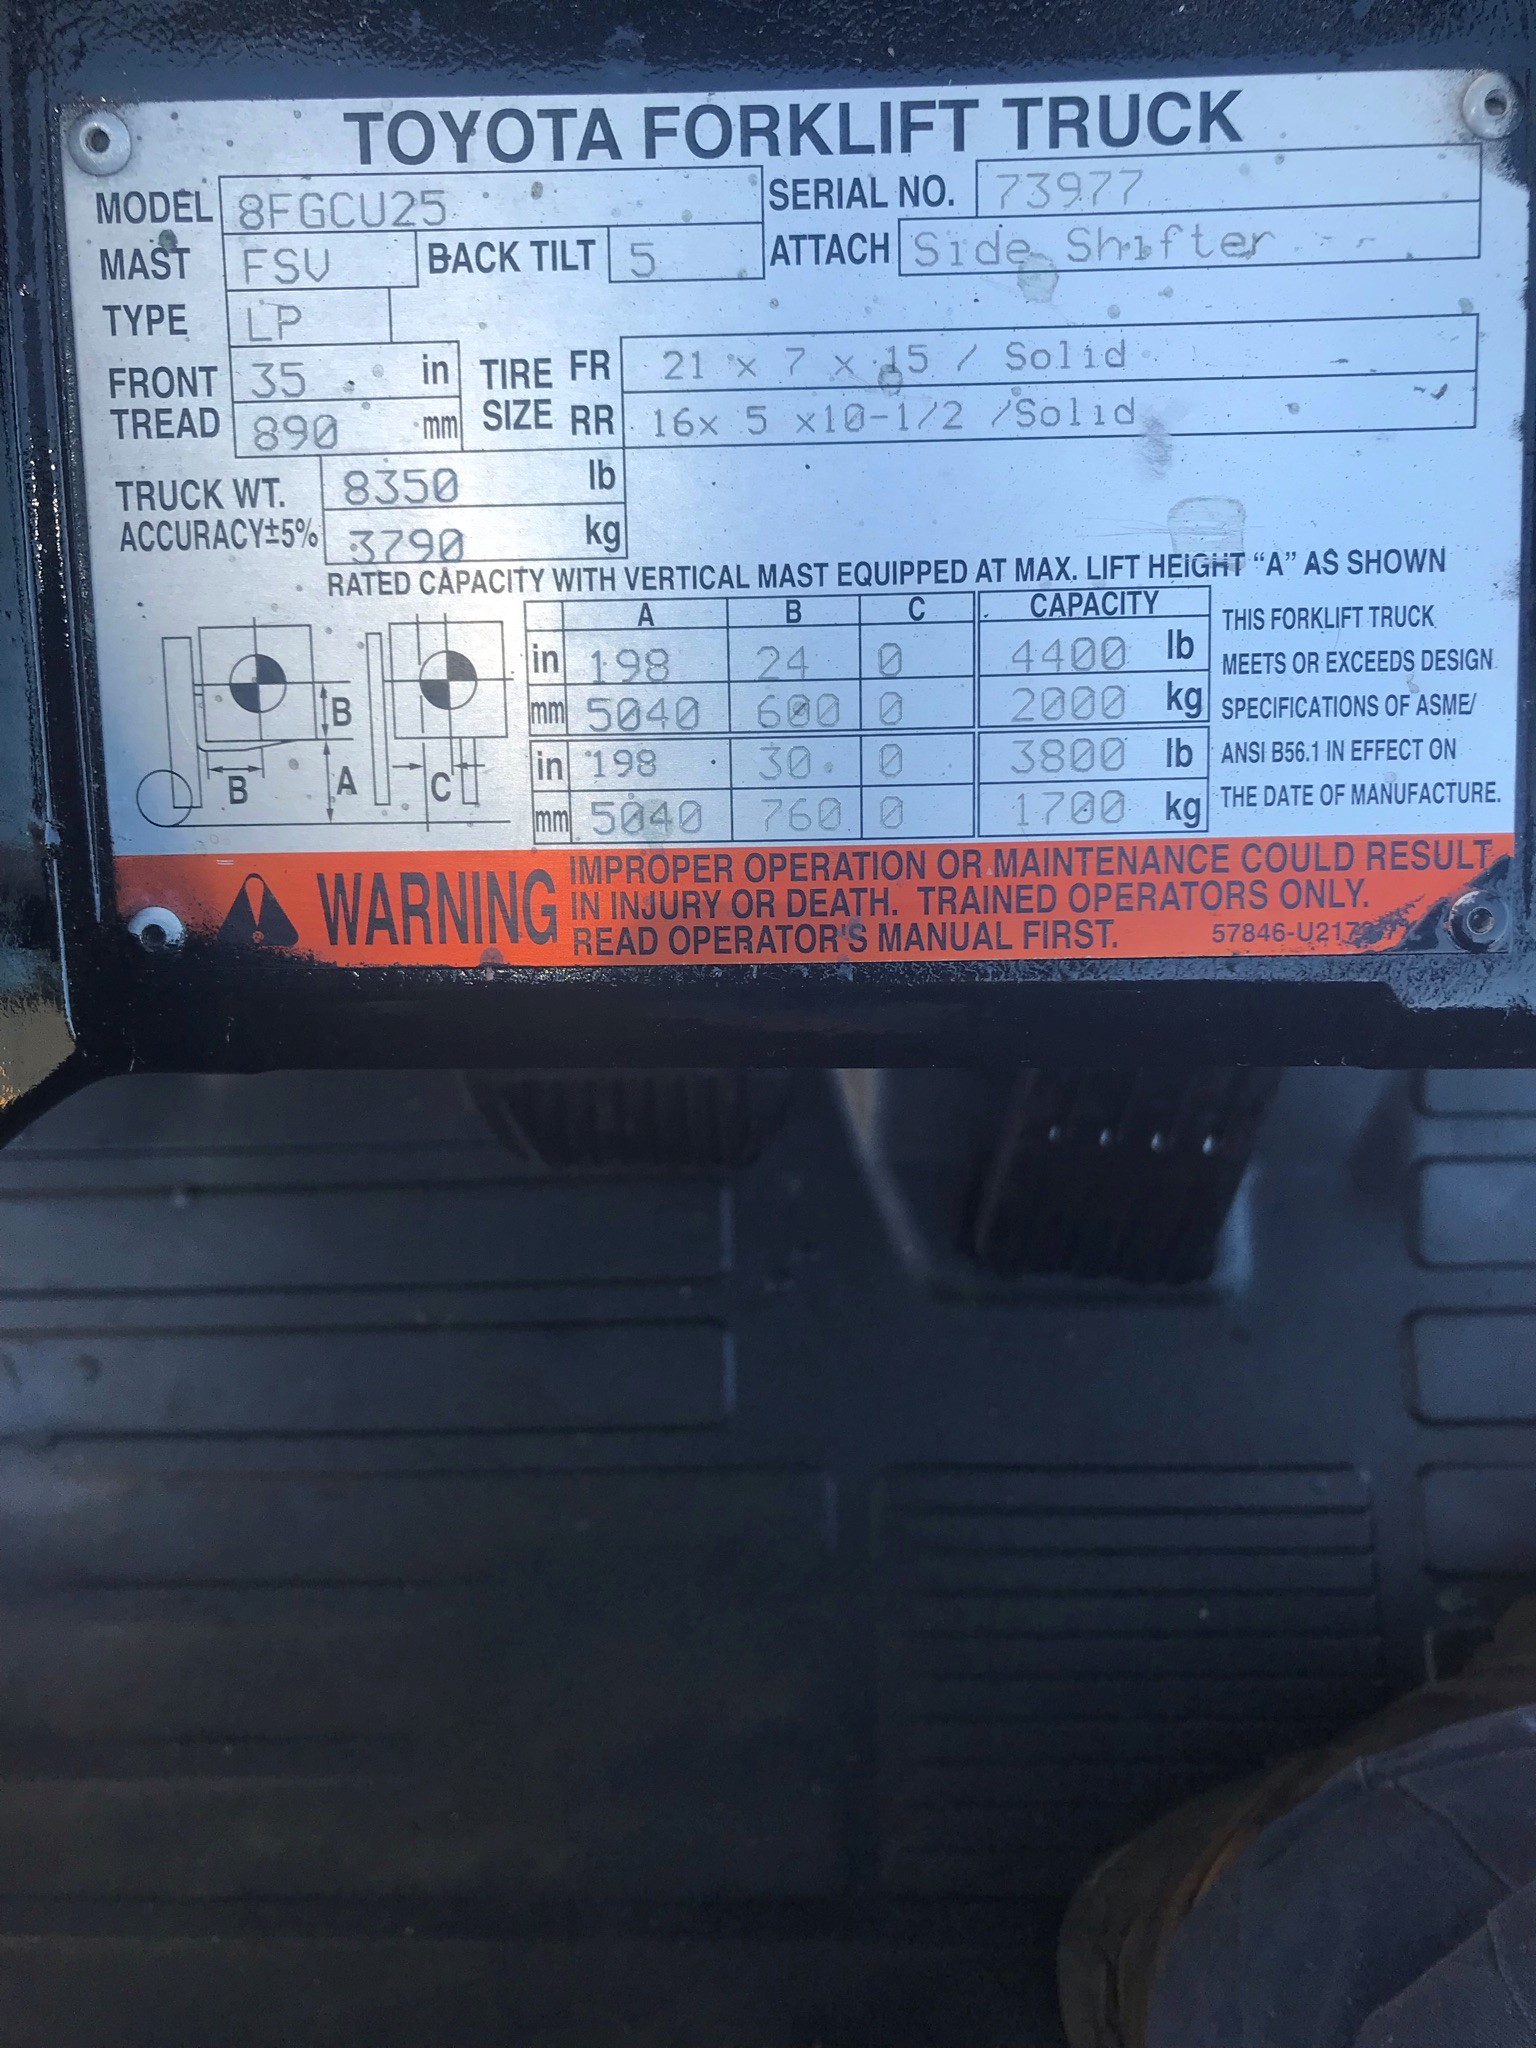 TOYOTA FORKLIFT TRUCK
MODEL 8FGCU25 SERIAL NO. 73977
MAST FSV BACK TILT 5 ATTACH Side Shifter
TYPE LP
FRONT TREAD 35 in TIRE SIZE FR 21 x 7 x 15 / Solid
890 mm RR 16x 5 x10-1/2 /Solid
TRUCK WT. 8350 lb
ACCURACY±5% 3790 kg
RATED CAPACITY WITH VERTICAL MAST EQUIPPED AT MAX. LIFT HEIGHT “A” AS SHOWN
A B C CAPACITY
in 198 24 0 4400 lb
mm 5040 600 0 2000 kg
in 198 30 0 3800 lb
mm 5040 760 0 1700 kg
B
B
A
C
THIS FORKLIFT TRUCK
MEETS OR EXCEEDS DESIGN
SPECIFICATIONS OF ASME/
ANSI B56.1 IN EFFECT ON
THE DATE OF MANUFACTURE.
WARNING
IMPROPER OPERATION OR MAINTENANCE COULD RESULT
IN INJURY OR DEATH. TRAINED OPERATORS ONLY.
READ OPERATOR'S MANUAL FIRST.